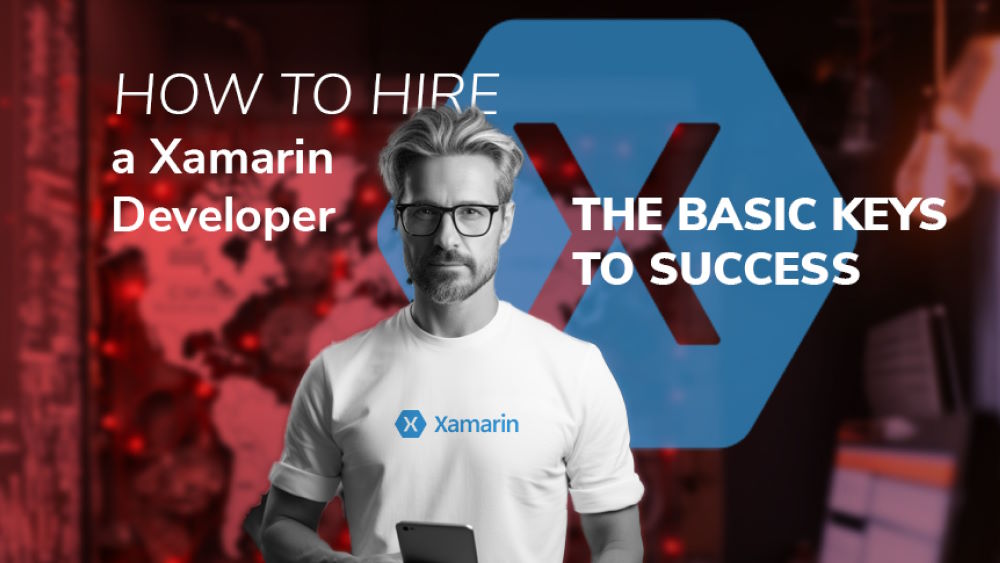 HOW TO HIRE
a Xamarin
Developer
THE BASIC KEYS
TO SUCCESS
X Xamarin